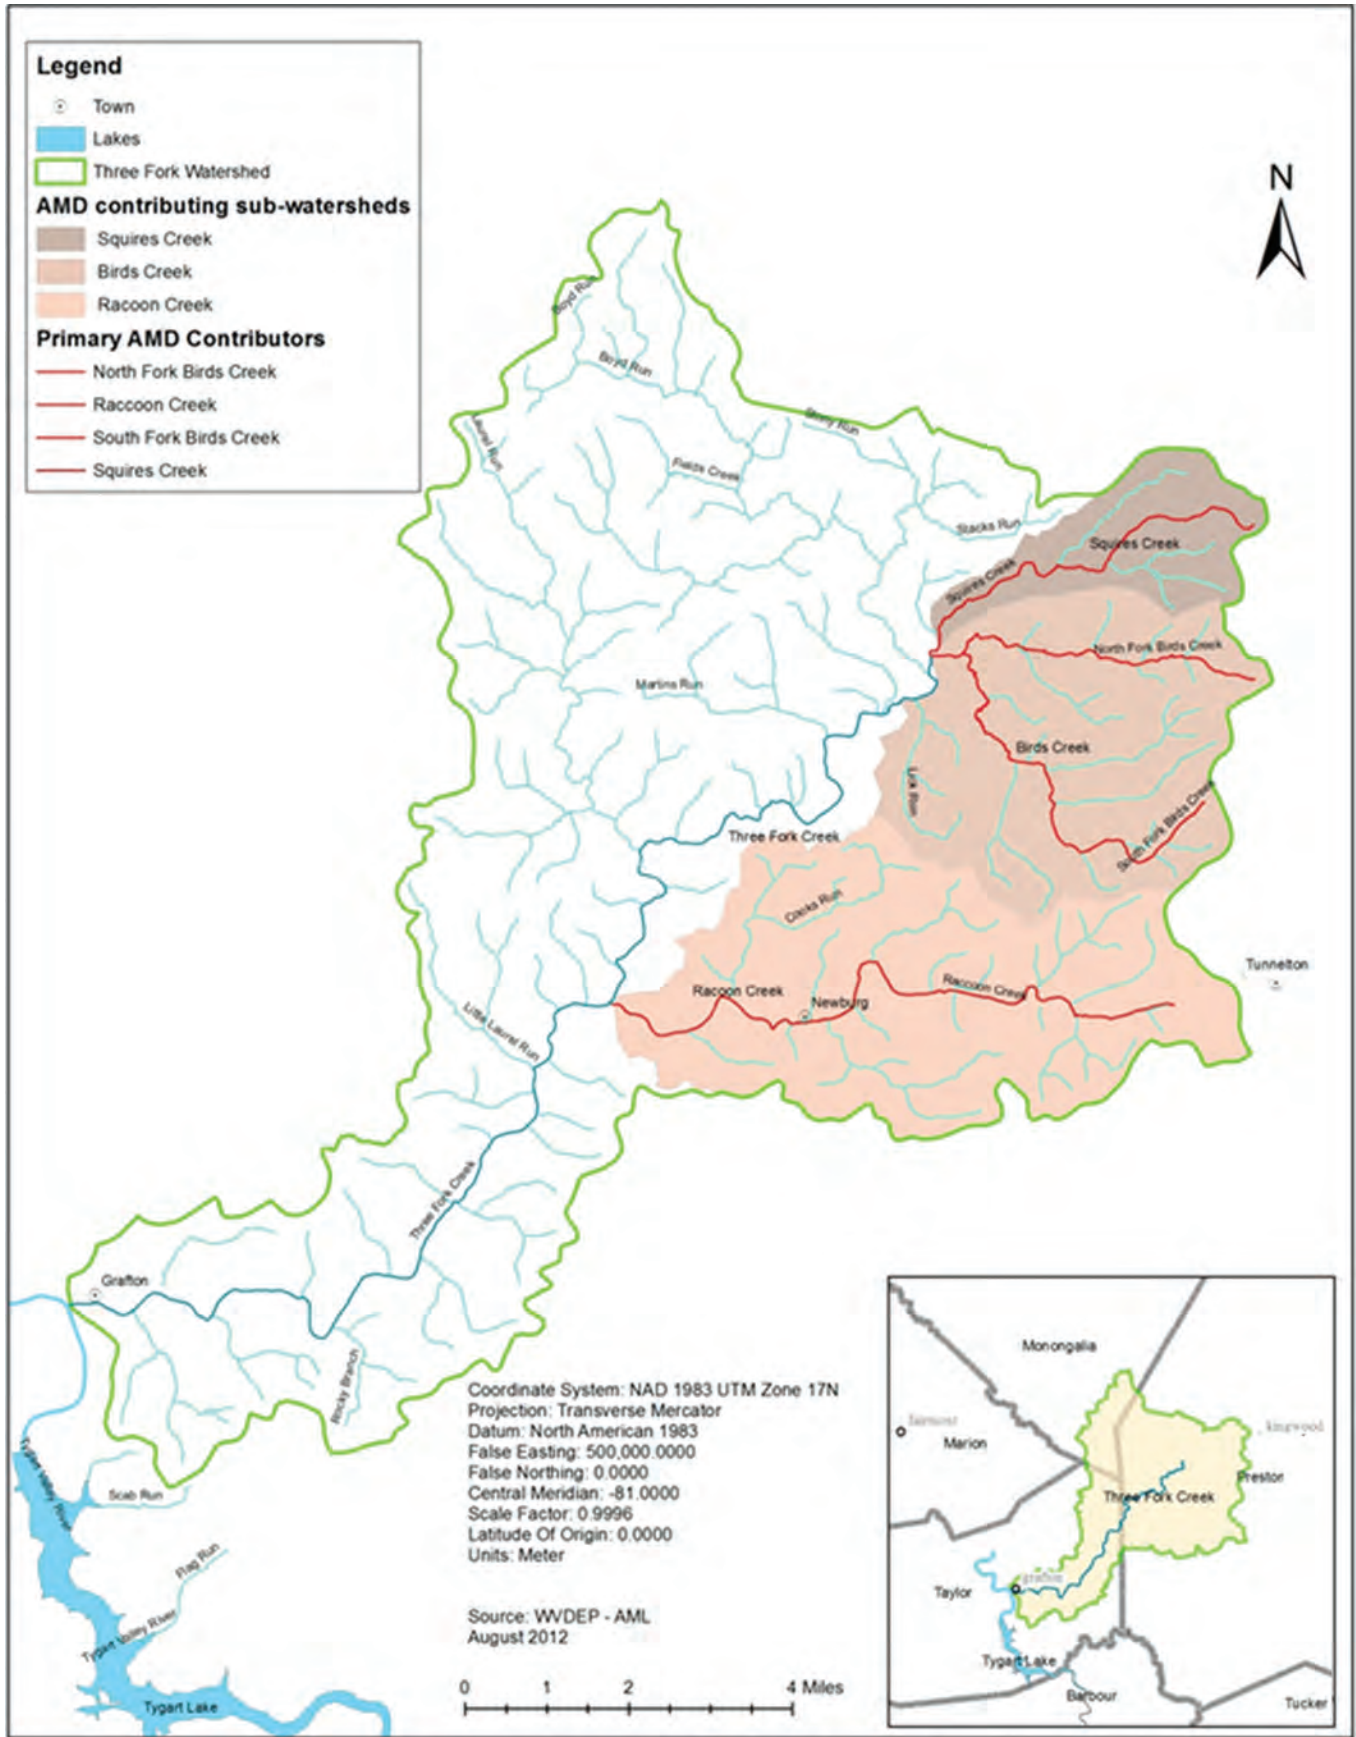 Legend
Town
Lakes
Three Fork Watershed
AMD contributing sub-watersheds
Squires Creek
Birds Creek
Racoon Creek
Primary AMD Contributors
North Fork Birds Creek
Raccoon Creek
South Fork Birds Creek
Squires Creek
N
Boyd Run
Boyd Run
Laurel Run
Stony Run
Fields Creek
Stacks Run
Squires Creek
Squires Creek
North Fork Birds Creek
Martins Run
Birds Creek
Lick Run
South Fork Birds Creek
Three Fork Creek
Cooks Run
Tunnelton
Racoon Creek
Raccoon Creek
Newburg
Little Laurel Run
Three Fork Creek
Grafton
Rocky Branch
Tygart Valley River
Scab Run
Flag Run
Tygart Valley River
Tygart Lake
Coordinate System: NAD 1983 UTM Zone 17N
Projection: Transverse Mercator
Datum: North American 1983
False Easting: 500,000.0000
False Northing: 0.0000
Central Meridian: -81.0000
Scale Factor: 0.9996
Latitude Of Origin: 0.0000
Units: Meter
Source: WVDEP - AML
August 2012
0 1 2 4 Miles
Monongalia
fairmont
Marion
kingwood
Preston
Three Fork Creek
grafton
Taylor
Tygart Lake
Barbour
Tucker